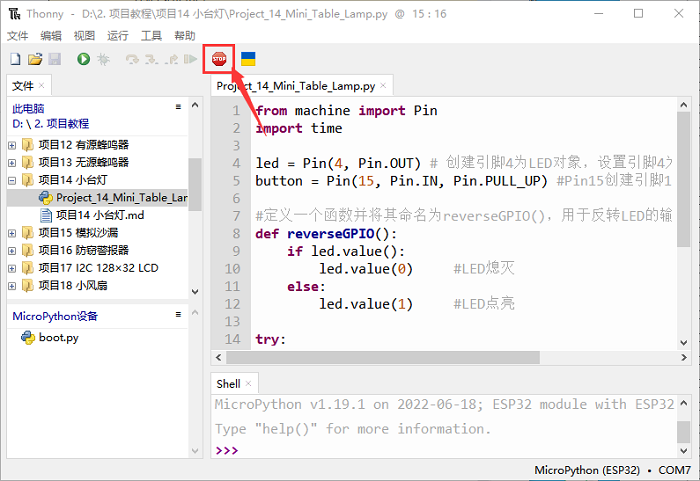 Thonny - D:\2. 项目教程\项目14 小台灯\Project_14_Mini_Table_Lamp.py @ 15 : 16
文件 编辑 视图 运行 工具 帮助
STOP
文件
此电脑
D: \ 2. 项目教程
项目12 有源蜂鸣器
项目13 无源蜂鸣器
项目14 小台灯
Project_14_Mini_Table_Lar
项目14 小台灯.md
项目15 模拟沙漏
项目16 防窃警报器
项目17 I2C 128×32 LCD
项目18 小风扇
MicroPython设备
boot.py
Project_14_Mini_Table_Lamp.py
1 from machine import Pin
2 import time
3
4 led = Pin(4, Pin.OUT) # 创建引脚4为LED对象，设置引脚4为
5 button = Pin(15, Pin.IN, Pin.PULL_UP) #Pin15创建引脚1
6
7 #定义一个函数并将其命名为reverseGPIO()，用于反转LED的输
8 def reverseGPIO():
9 if led.value():
10 led.value(0) #LED熄灭
11 else:
12 led.value(1) #LED点亮
13
14 try:
Shell
MicroPython v1.19.1 on 2022-06-18; ESP32 module with ESP32
Type "help()" for more information.
>>>
MicroPython (ESP32) • COM7